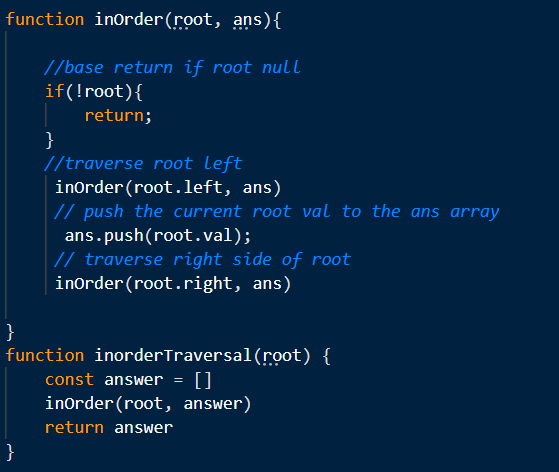 function inOrder(root, ans){
//base return if root null
if(!root){
return;
}
//traverse root left
inOrder(root.left, ans)
// push the current root val to the ans array
ans.push(root.val);
// traverse right side of root
inOrder(root.right, ans)
}
function inorderTraversal(root) {
const answer = []
inOrder(root, answer)
return answer
}